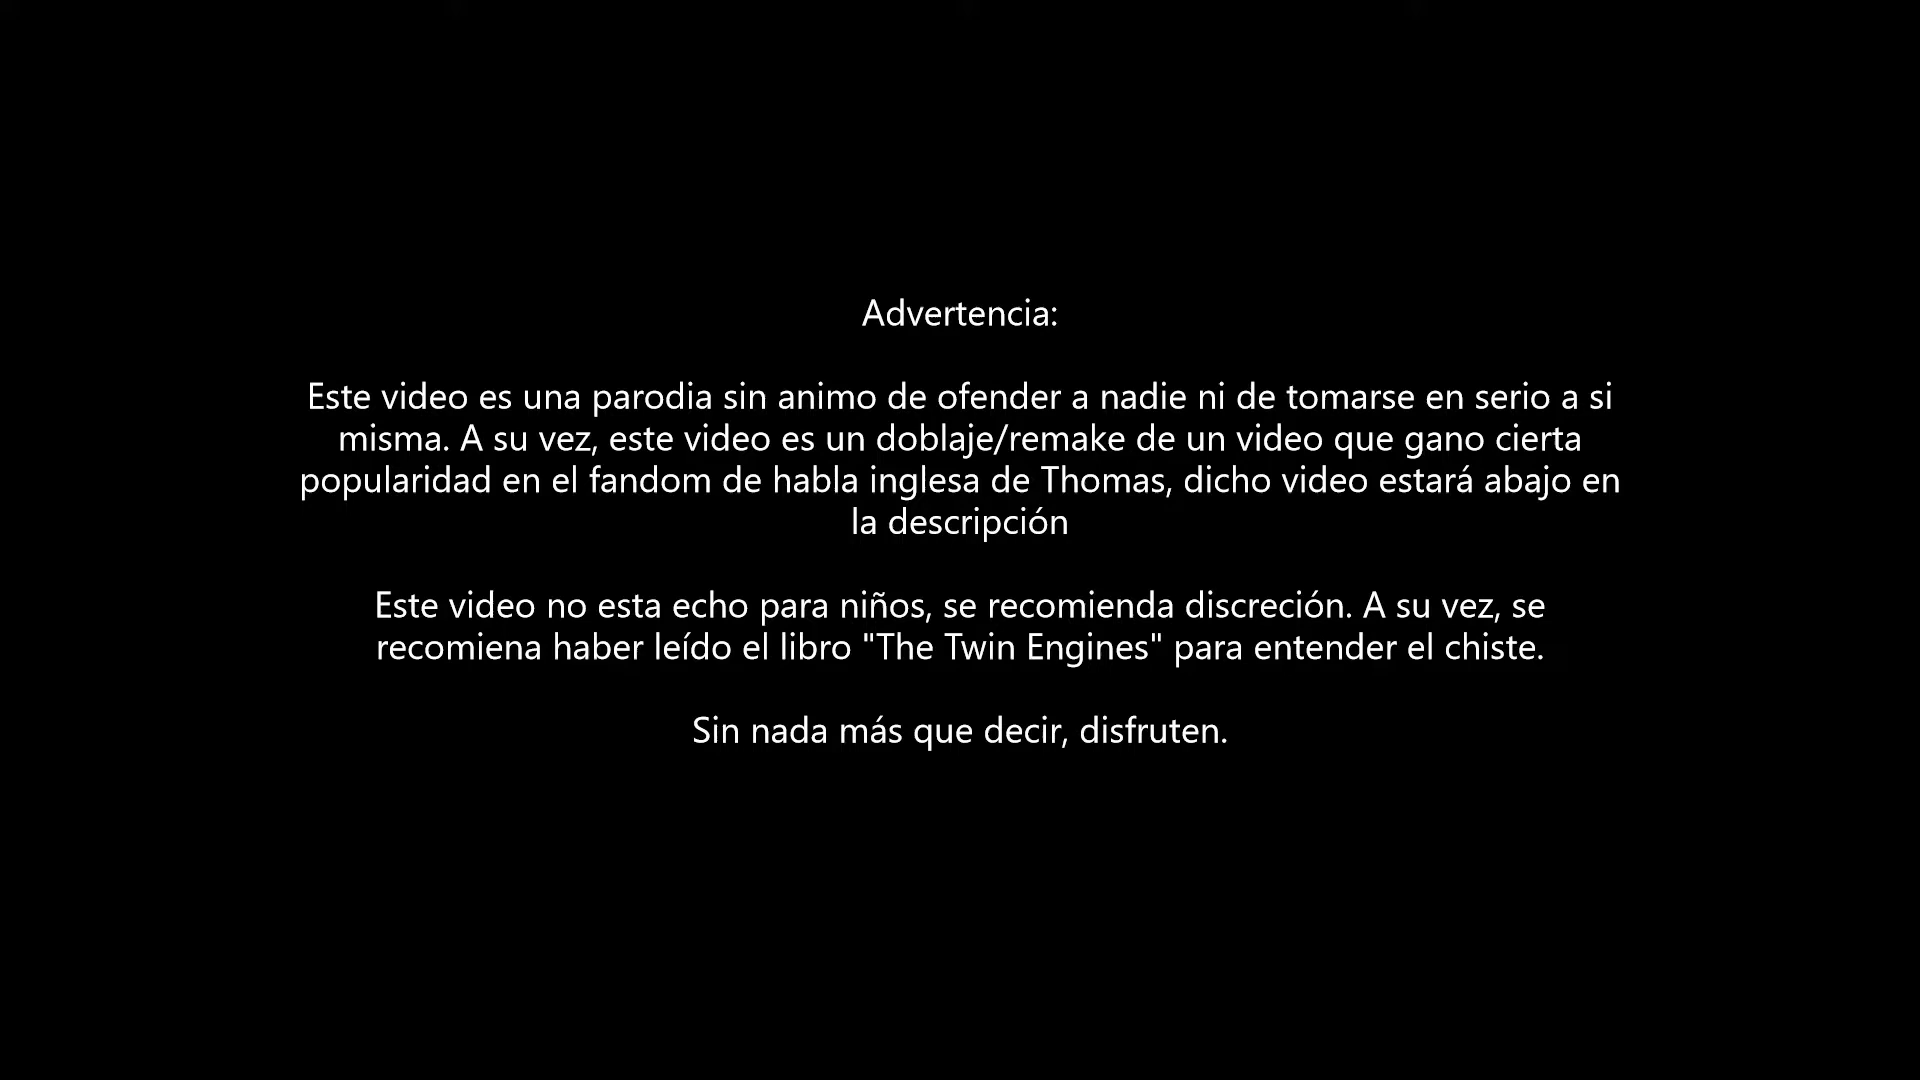 Advertencia:
Este video es una parodia sin animo de ofender a nadie ni de tomarse en serio a si
misma. A su vez, este video es un doblaje/remake de un video que gano cierta
popularidad en el fandom de habla inglesa de Thomas, dicho video estará abajo en
la descripción
Este video no esta echo para niños, se recomienda discreción. A su vez, se
recomiena haber leído el libro "The Twin Engines" para entender el chiste.
Sin nada más que decir, disfruten.